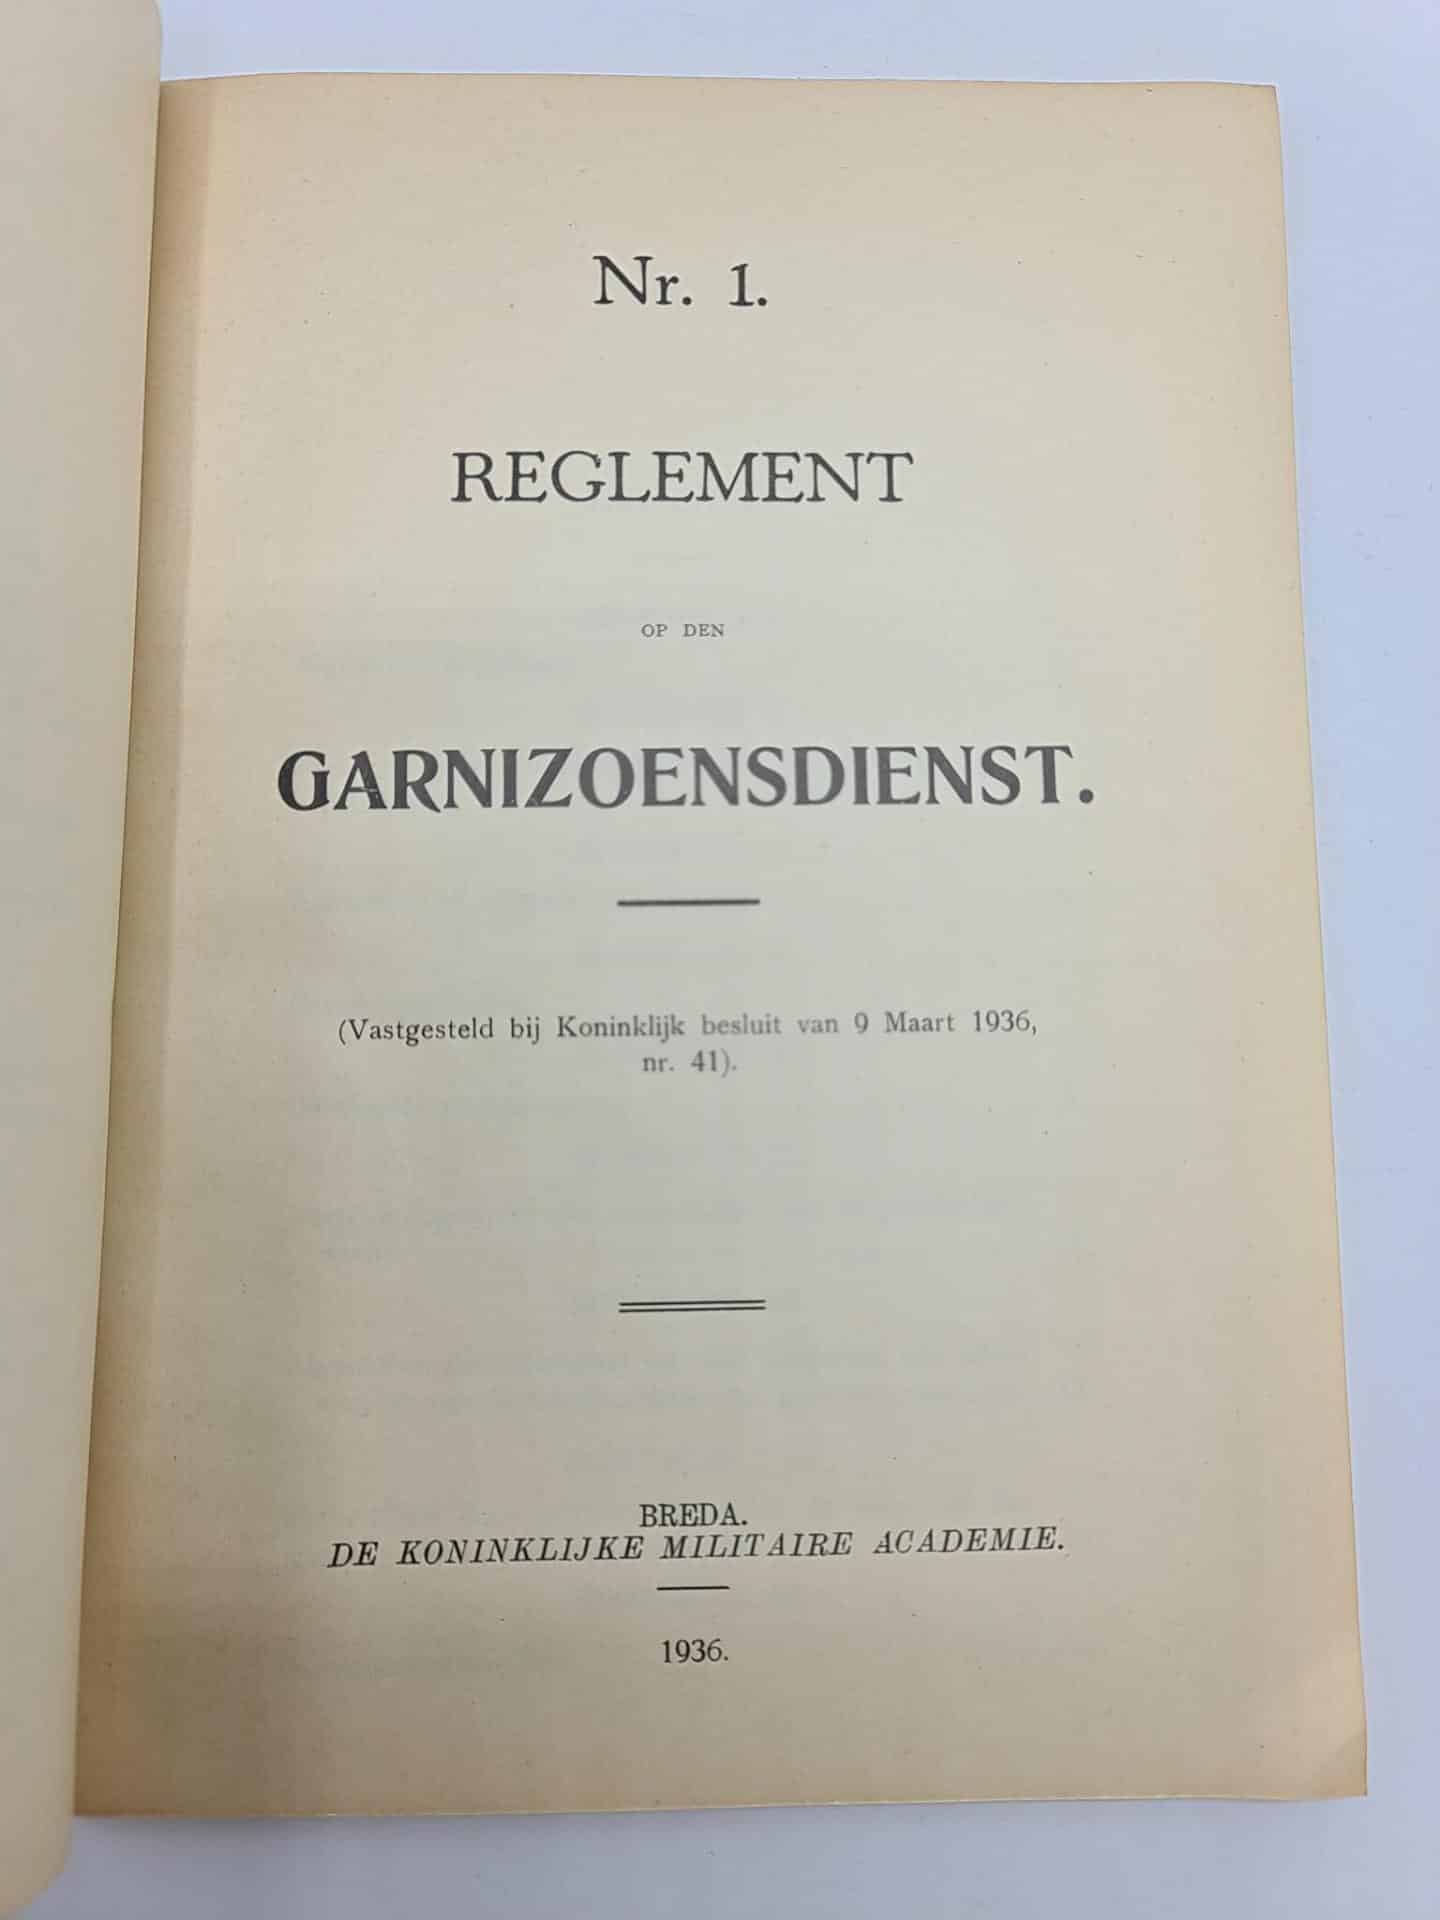 Nr. 1.
REGLEMENT
OP DEN
GARNIZOENSDIENST.
(Vastgesteld bij Koninklijk besluit van 9 Maart 1936,
nr. 41).
BREDA.
DE KONINKLIJKE MILITAIRE ACADEMIE.
1936.